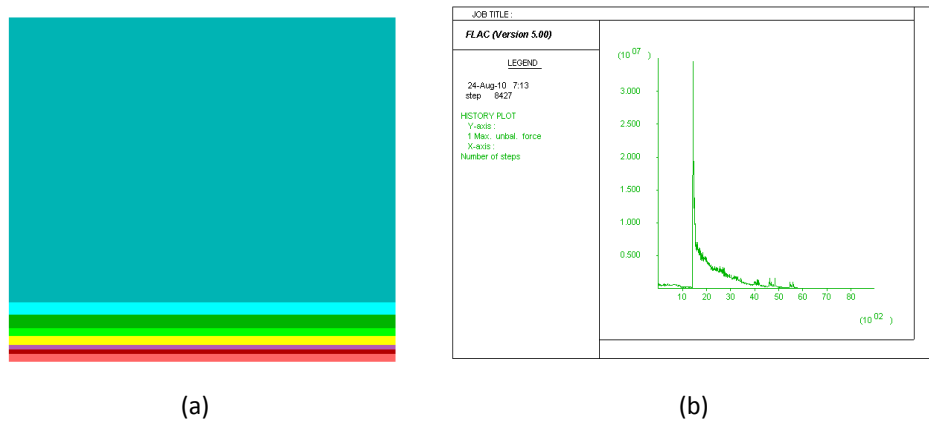 JOB TITLE :
FLAC (Version 5.00)
LEGEND
24-Aug-10 7:13
step 8427
HISTORY PLOT
Y-axis :
1 Max. unbal. force
X-axis :
Number of steps
(10 07 )
3.000
2.500
2.000
1.500
1.000
0.500
10 20 30 40 50 60 70 80
(10 02 )
(a) (b)